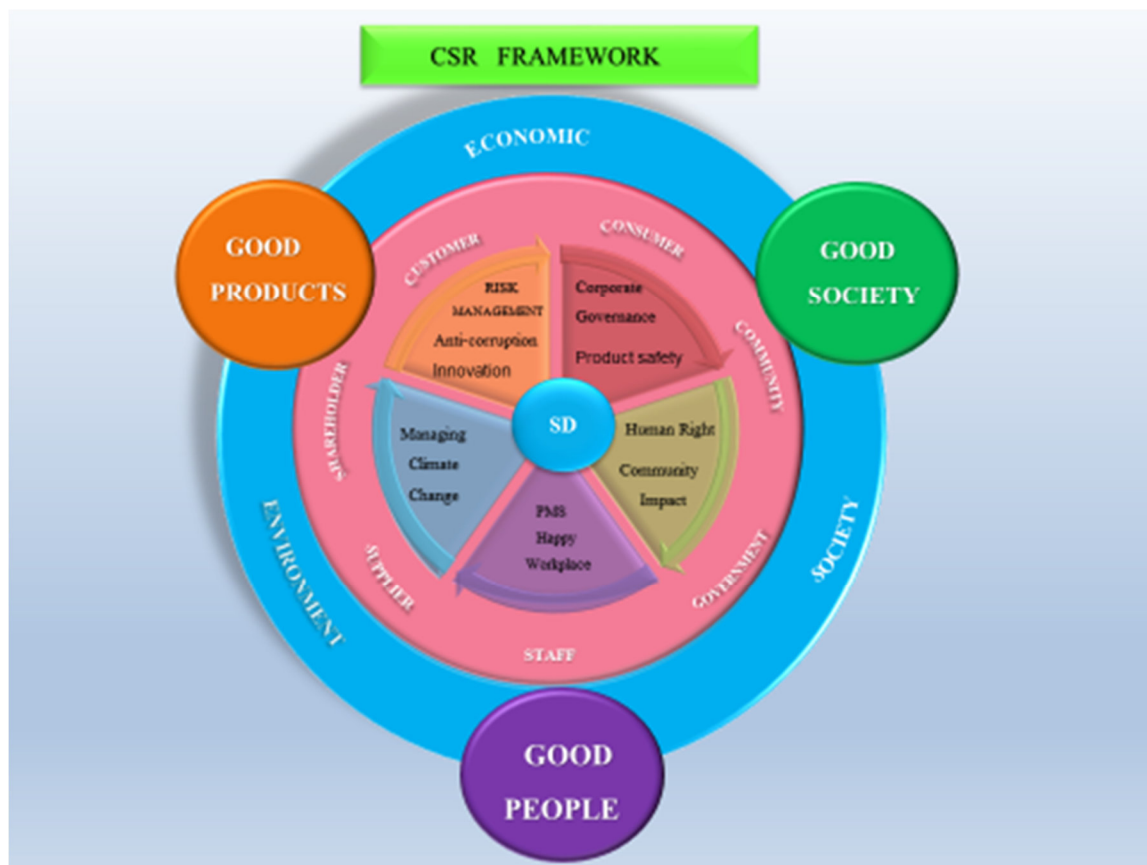 CSR FRAMEWORK
ECONOMIC
GOOD
PRODUCTS
GOOD
SOCIETY
CUSTOMER
CONSUMER
RISK
MANAGEMENT
Anti-corruption
Innovation
Corporate
Governance
Product safety
COMMUNITY
SHAREHOLDER
SD
Managing
Climate
Change
Human Right
Community
Impact
PMS
Happy
Workplace
ENVIRONMENT
SUPPLIER
GOVERNMENT
SOCIETY
STAFF
GOOD
PEOPLE